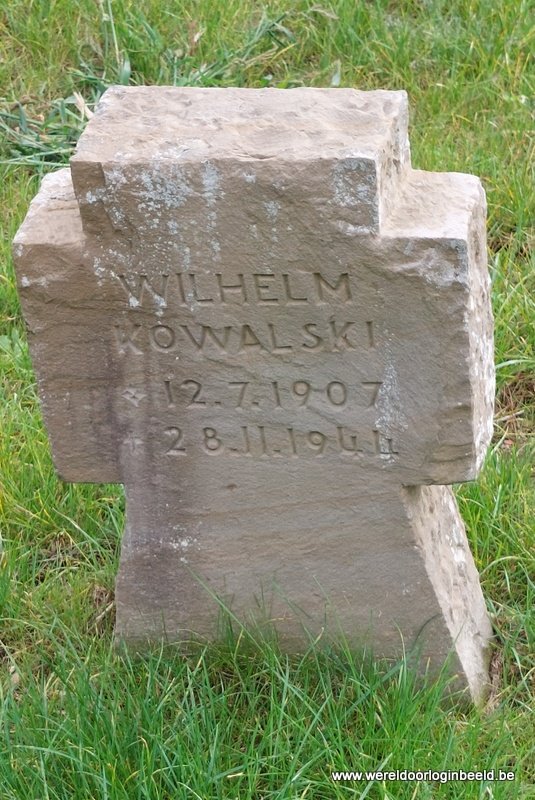 WILHELM
KOWALSKI
* 12.7.1907
+ 28.11.1944
www.wereldoorloginbeeld.be